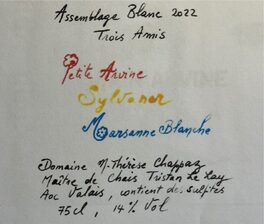 Assemblage Blanc 2022
Trois Amis
Petite Arvine
Sylvaner
Marsanne Blanche
Domaine M. Thérèse Chappaz
Maître de Chais Tristan Le Lay
Aoc Valais, contient des sulfites
75cl, 14% Vol